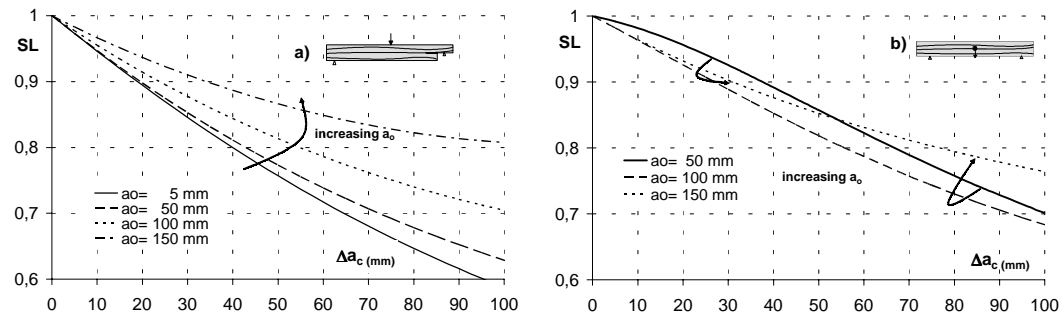 1
SL
0,9
0,8
0,7
0,6
a)
increasing aₒ
ao= 5 mm
ao= 50 mm
ao= 100 mm
ao= 150 mm
Δa c (mm)
0 10 20 30 40 50 60 70 80 90 100
1
SL
0,9
0,8
0,7
0,6
b)
ao= 50 mm
ao= 100 mm
ao= 150 mm
increasing aₒ
Δa c (mm)
0 10 20 30 40 50 60 70 80 90 100